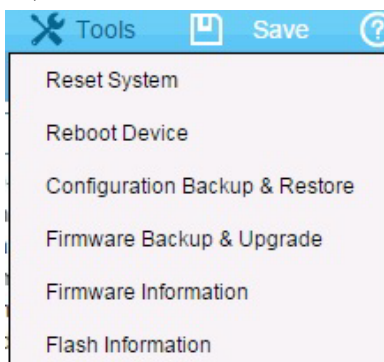 Tools Save
Reset System
Reboot Device
Configuration Backup & Restore
Firmware Backup & Upgrade
Firmware Information
Flash Information